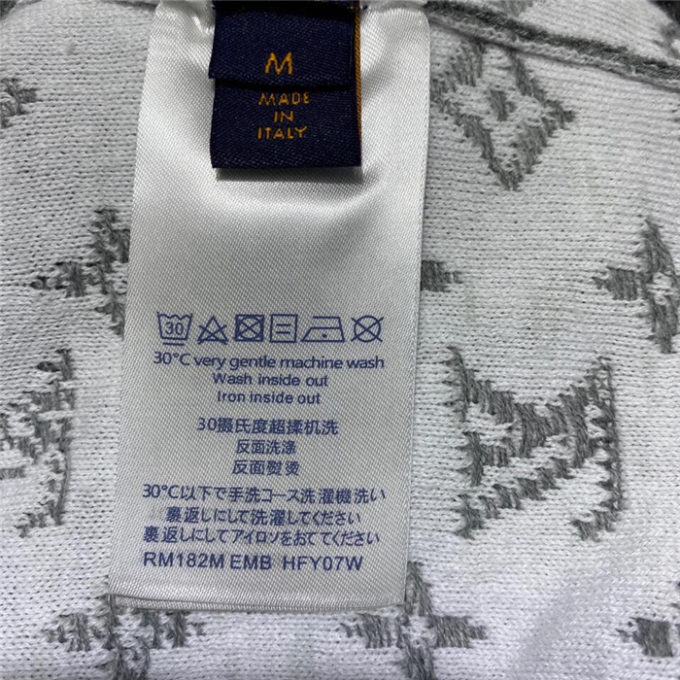 M
MADE
IN
ITALY
30
30°C very gentle machine wash
Wash inside out
Iron inside out
30摄氏度超揉机洗
反面洗涤
反面熨烫
30℃以下で手洗コース洗濯機洗い
裏返しにして洗濯してください
裏返しにしてアイロンをおあてください
RM182M EMB HFY07W